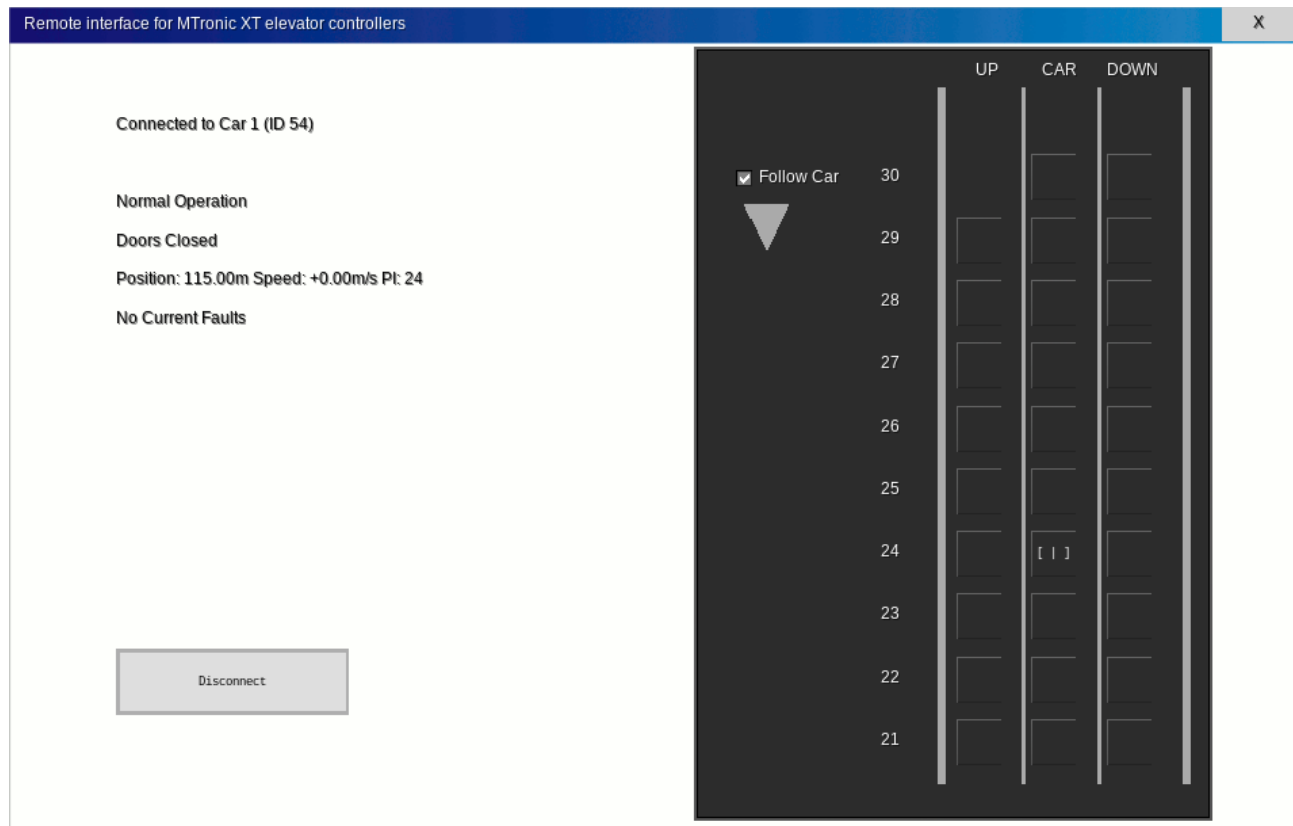 Remote interface for MTronic XT elevator controllers X
Connected to Car 1 (ID 54)
Normal Operation
Doors Closed
Position: 115.00m Speed: +0.00m/s PI: 24
No Current Faults
Disconnect
UP CAR DOWN
Follow Car 30
29
28
27
26
25
24 [ | ]
23
22
21